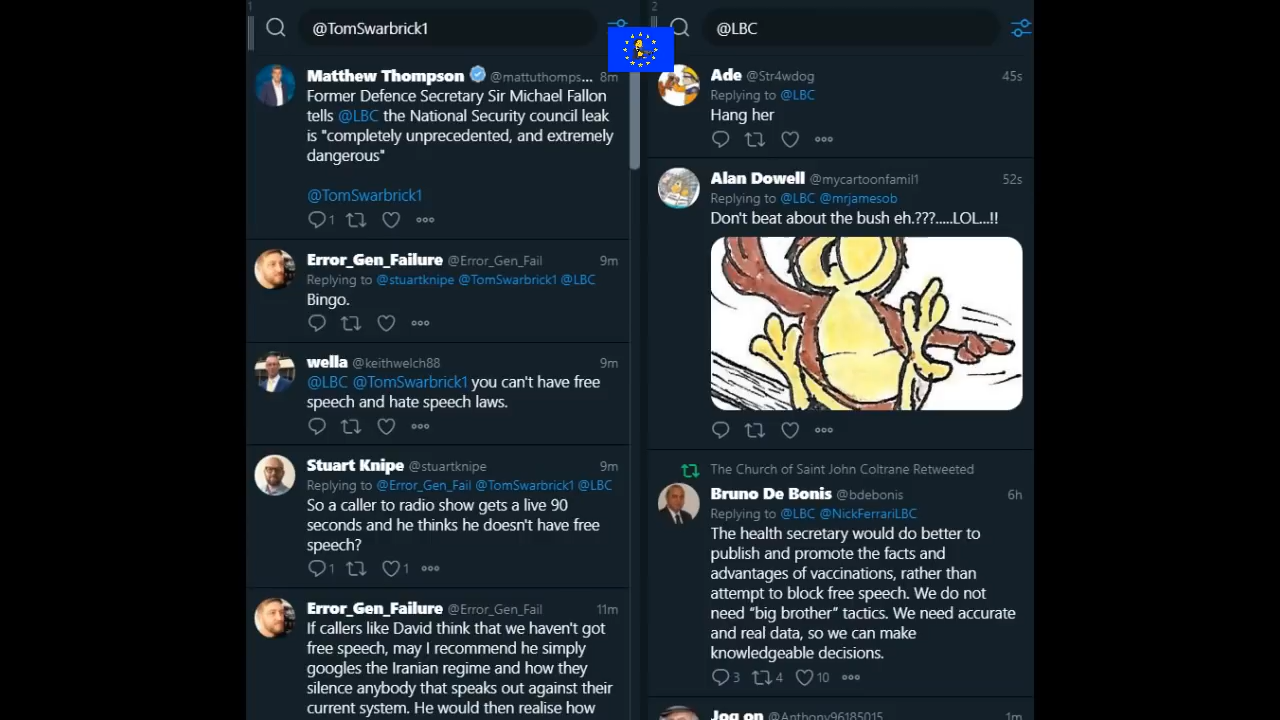 1
@TomSwarbrick1
Matthew Thompson @mattuthomps... 8m
Former Defence Secretary Sir Michael Fallon
tells @LBC the National Security council leak
is "completely unprecedented, and extremely
dangerous"
@TomSwarbrick1
1
Error_Gen_Failure @Error_Gen_Fail 9m
Replying to @stuartknipe @TomSwarbrick1 @LBC
Bingo.
wella @keithwelch88 9m
@LBC @TomSwarbrick1 you can't have free
speech and hate speech laws.
Stuart Knipe @stuartknipe 9m
Replying to @Error_Gen_Fail @TomSwarbrick1 @LBC
So a caller to radio show gets a live 90
seconds and he thinks he doesn't have free
speech?
1 1
Error_Gen_Failure @Error_Gen_Fail 11m
If callers like David think that we haven't got
free speech, may I recommend he simply
googles the Iranian regime and how they
silence anybody that speaks out against their
current system. He would then realise how
2
@LBC
Ade @Str4wdog 45s
Replying to @LBC
Hang her
Alan Dowell @mycartoonfamil1 52s
Replying to @LBC @mrjamesob
Don't beat about the bush eh.???.....LOL...!!
The Church of Saint John Coltrane Retweeted
Bruno De Bonis @bdebonis 6h
Replying to @LBC @NickFerrariLBC
The health secretary would do better to
publish and promote the facts and
advantages of vaccinations, rather than
attempt to block free speech. We do not
need “big brother” tactics. We need accurate
and real data, so we can make
knowledgeable decisions.
3 4 10
Jog on @Anthony96185015 1m